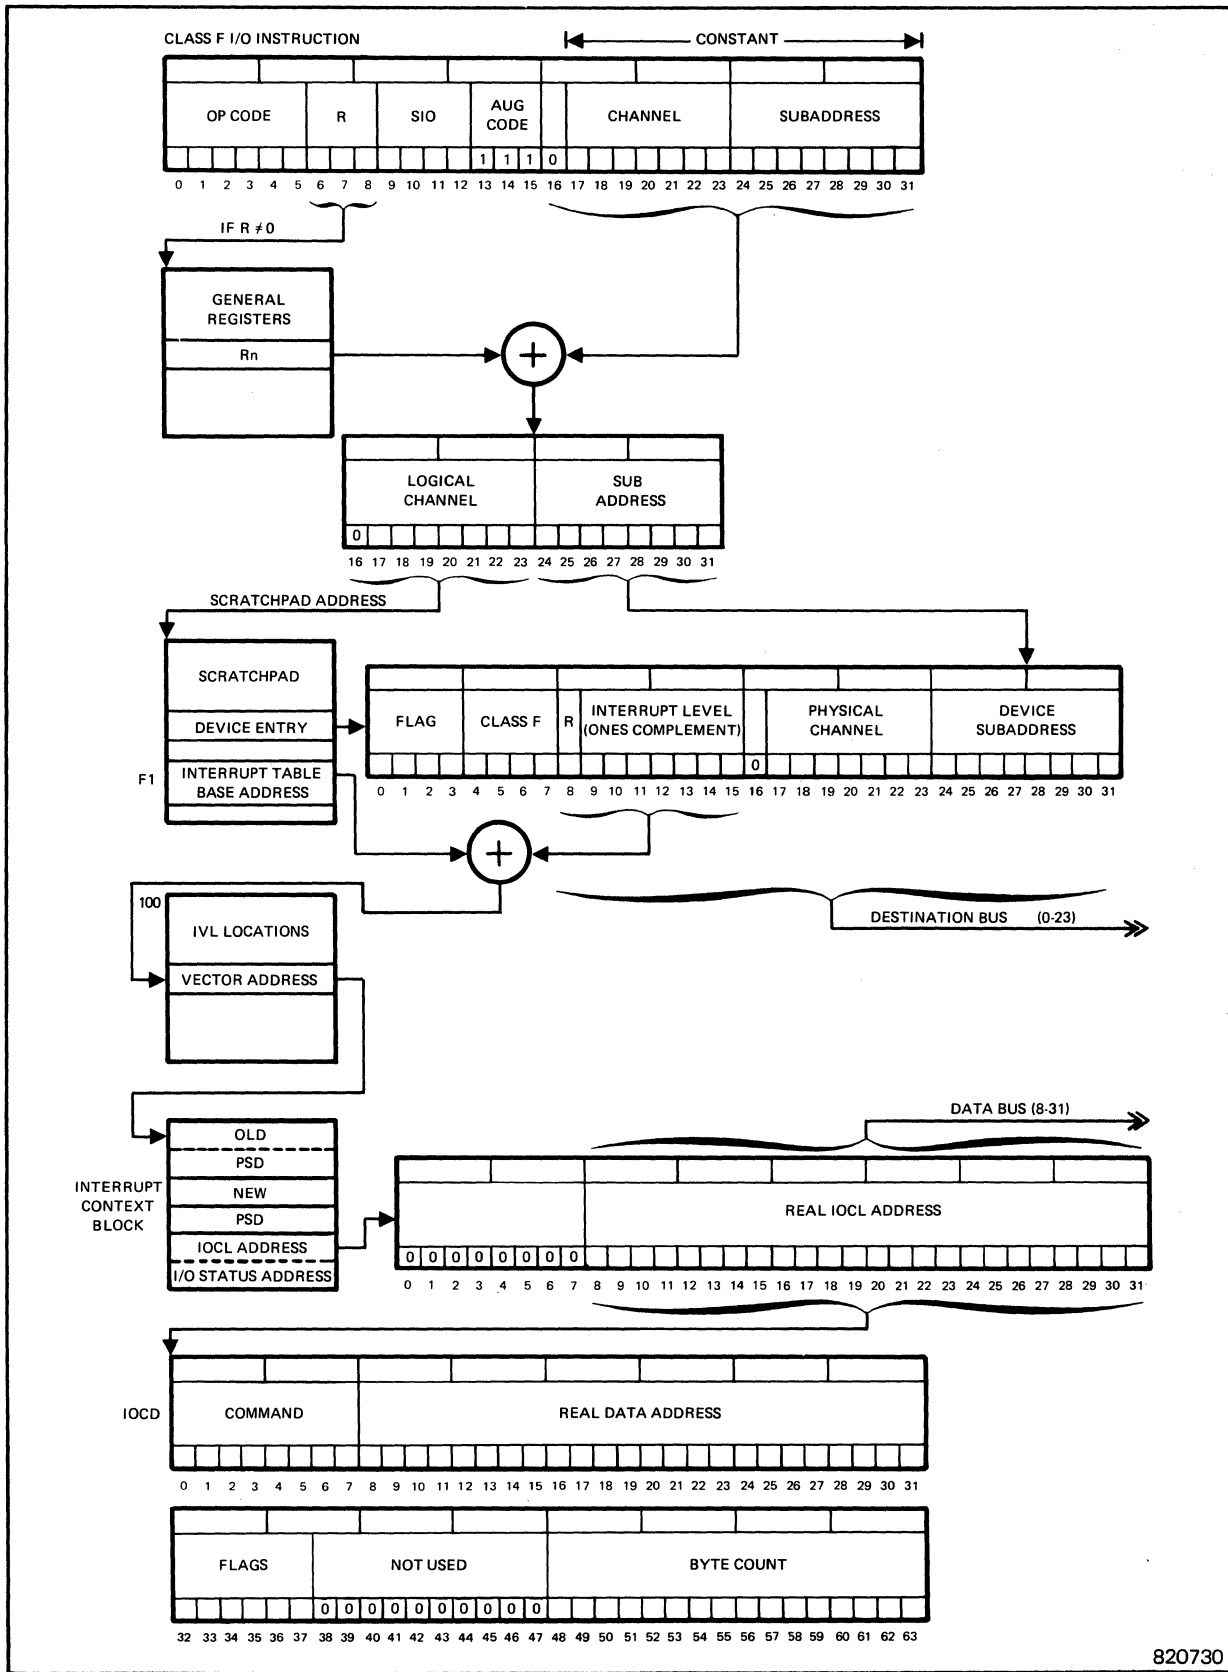 CLASS F I/O INSTRUCTION
CONSTANT
OP CODE R SIO AUG CODE CHANNEL SUBADDRESS
1 1 1 0
0 1 2 3 4 5 6 7 8 9 10 11 12 13 14 15 16 17 18 19 20 21 22 23 24 25 26 27 28 29 30 31
IF R ≠ 0
GENERAL
REGISTERS
Rn
+
LOGICAL
CHANNEL
SUB
ADDRESS
0
16 17 18 19 20 21 22 23 24 25 26 27 28 29 30 31
SCRATCHPAD ADDRESS
SCRATCHPAD
DEVICE ENTRY
F1
INTERRUPT TABLE
BASE ADDRESS
FLAG
CLASS F
R
INTERRUPT LEVEL
(ONES COMPLEMENT)
PHYSICAL
CHANNEL
DEVICE
SUBADDRESS
0
0 1 2 3 4 5 6 7 8 9 10 11 12 13 14 15 16 17 18 19 20 21 22 23 24 25 26 27 28 29 30 31
+
100
IVL LOCATIONS
VECTOR ADDRESS
DESTINATION BUS (0-23)
DATA BUS (8-31)
INTERRUPT
CONTEXT
BLOCK
OLD
PSD
NEW
PSD
IOCL ADDRESS
I/O STATUS ADDRESS
REAL IOCL ADDRESS
0 0 0 0 0 0 0 0
0 1 2 3 4 5 6 7 8 9 10 11 12 13 14 15 16 17 18 19 20 21 22 23 24 25 26 27 28 29 30 31
IOCD
COMMAND
REAL DATA ADDRESS
0 1 2 3 4 5 6 7 8 9 10 11 12 13 14 15 16 17 18 19 20 21 22 23 24 25 26 27 28 29 30 31
FLAGS
NOT USED
BYTE COUNT
0 0 0 0 0 0 0 0 0 0
32 33 34 35 36 37 38 39 40 41 42 43 44 45 46 47 48 49 50 51 52 53 54 55 56 57 58 59 60 61 62 63
820730